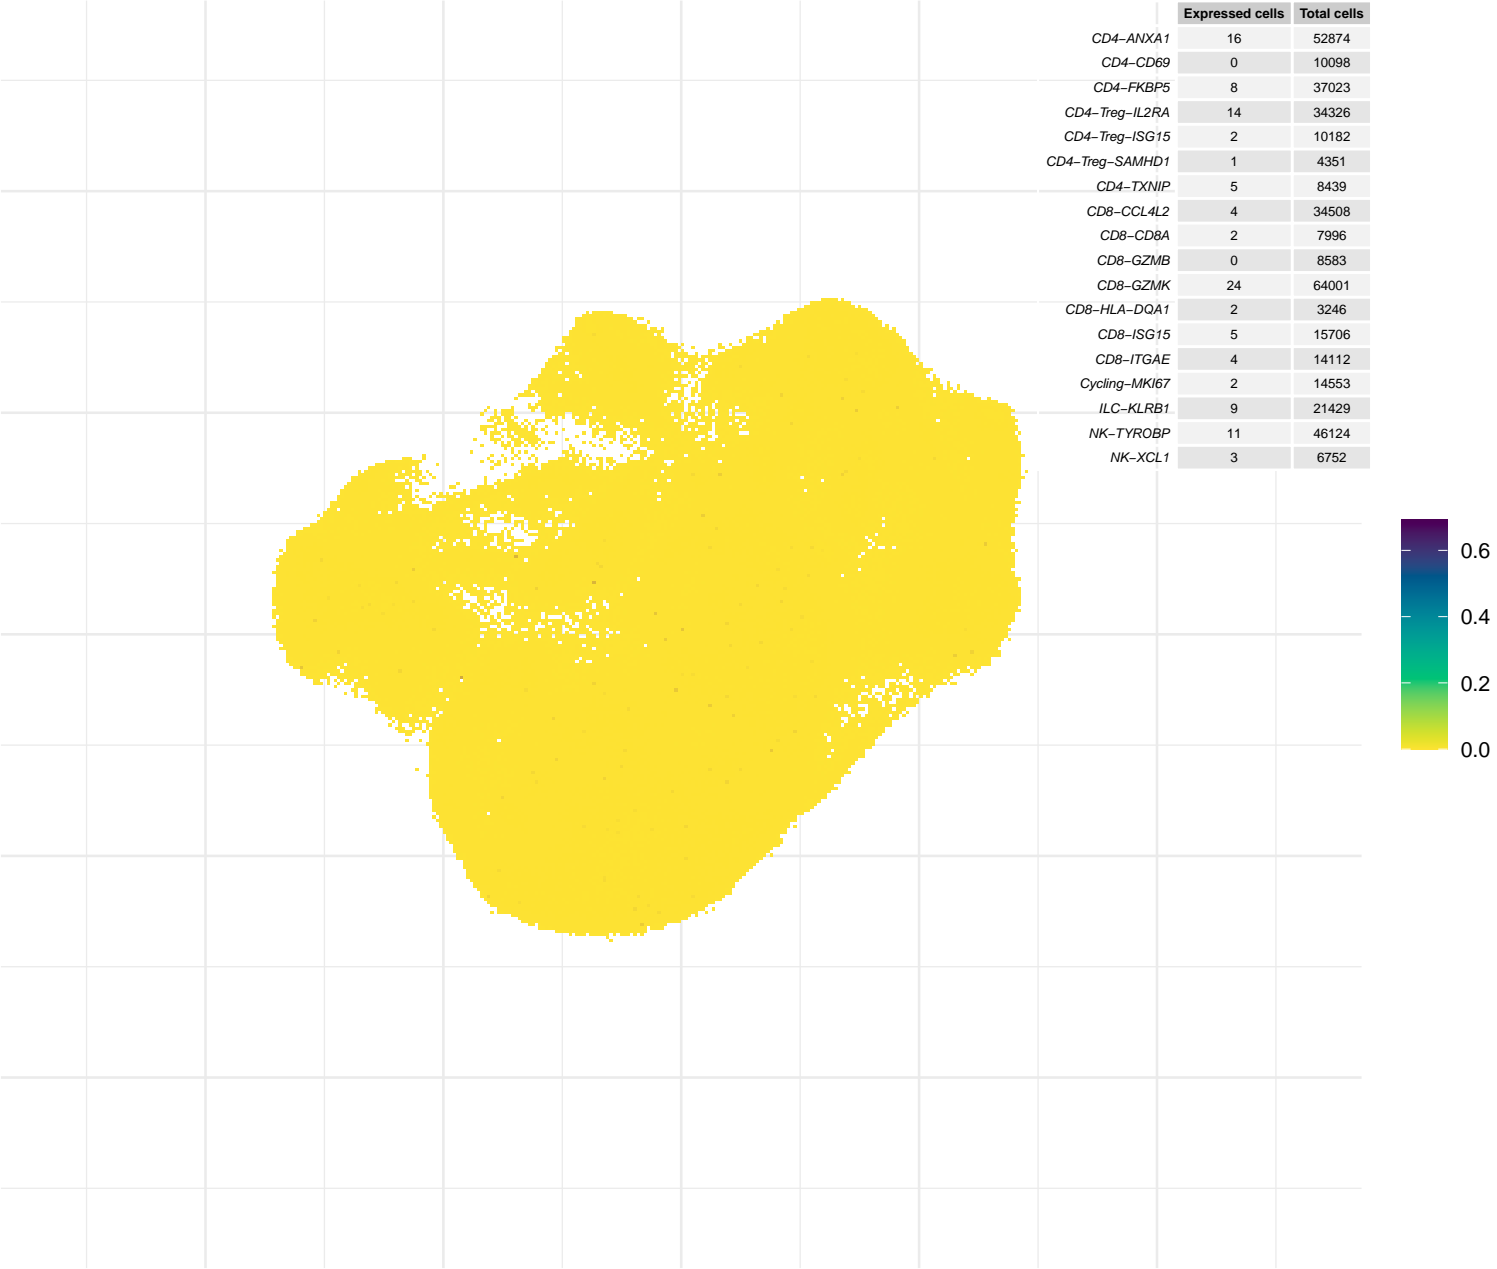 Expressed cells Total cells
CD4−ANXA1 16 52874
CD4−CD69 0 10098
CD4−FKBP5 8 37023
CD4−Treg−IL2RA 14 34326
CD4−Treg−ISG15 2 10182
CD4−Treg−SAMHD1 1 4351
CD4−TXNIP 5 8439
CD8−CCL4L2 4 34508
CD8−CD8A 2 7996
CD8−GZMB 0 8583
CD8−GZMK 24 64001
CD8−HLA−DQA1 2 3246
CD8−ISG15 5 15706
CD8−ITGAE 4 14112
Cycling−MKI67 2 14553
ILC−KLRB1 9 21429
NK−TYROBP 11 46124
NK−XCL1 3 6752
0.6
0.4
0.2
0.0